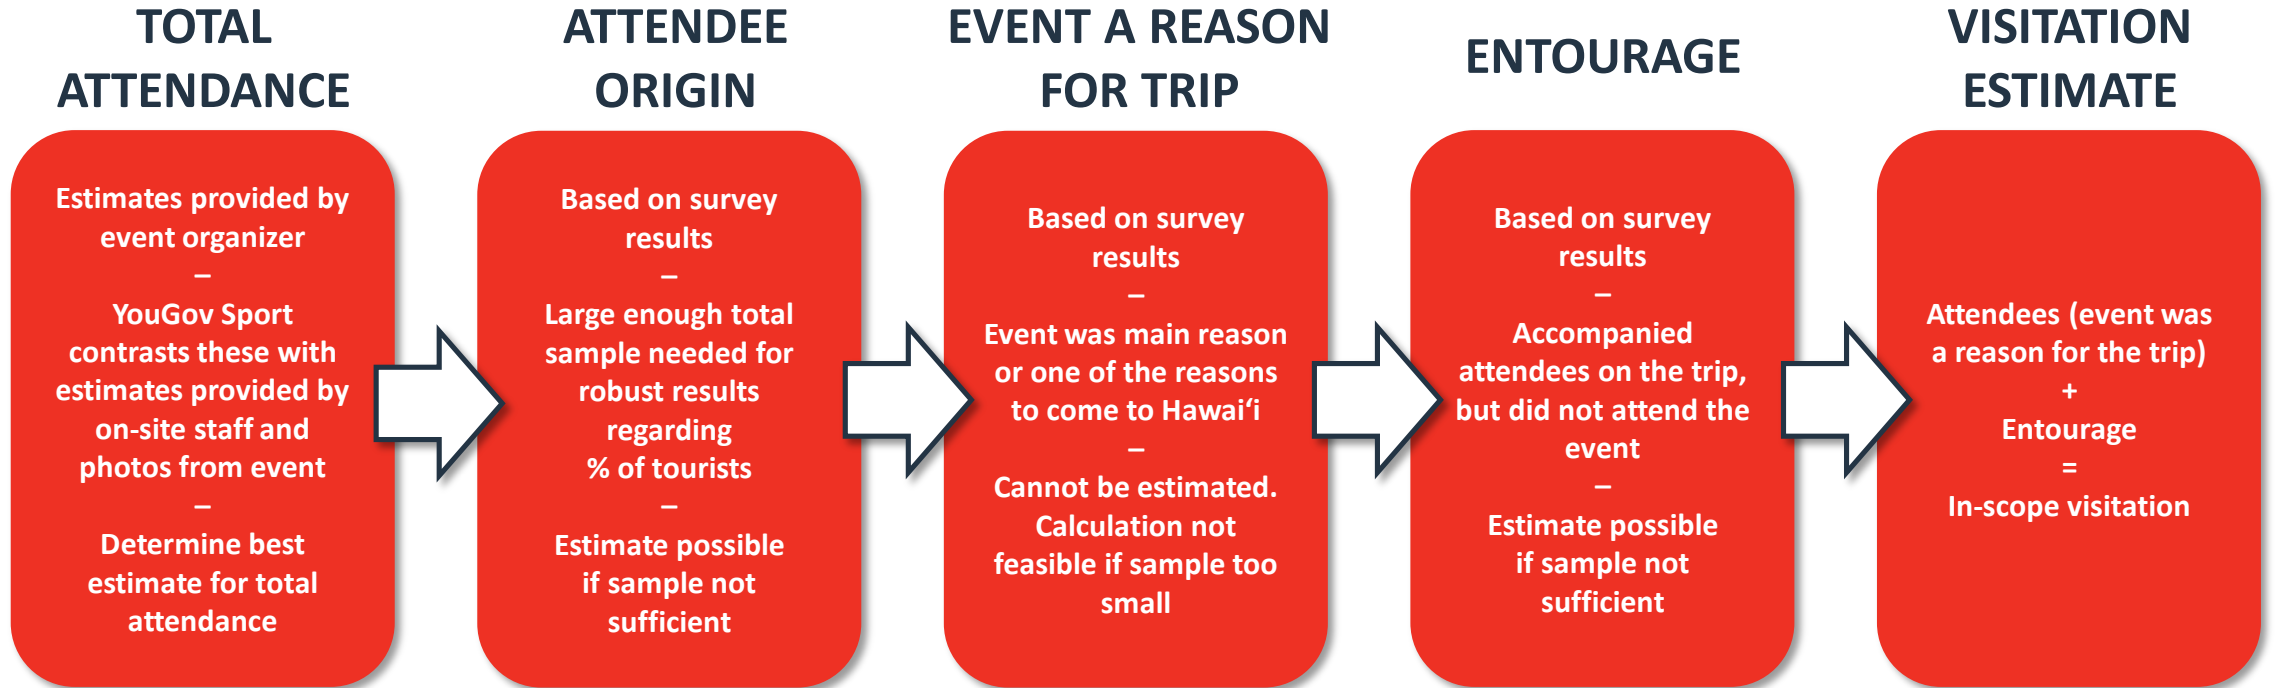 TOTAL
ATTENDANCE
Estimates provided by
event organizer
–
YouGov Sport
contrasts these with
estimates provided by
on-site staff and
photos from event
–
Determine best
estimate for total
attendance
ATTENDEE
ORIGIN
Based on survey
results
–
Large enough total
sample needed for
robust results
regarding
% of tourists
–
Estimate possible
if sample not
sufficient
EVENT A REASON
FOR TRIP
Based on survey
results
–
Event was main reason
or one of the reasons
to come to Hawaiʻi
–
Cannot be estimated.
Calculation not
feasible if sample too
small
ENTOURAGE
Based on survey
results
–
Accompanied
attendees on the trip,
but did not attend the
event
–
Estimate possible
if sample not
sufficient
VISITATION
ESTIMATE
Attendees (event was
a reason for the trip)
+
Entourage
=
In-scope visitation